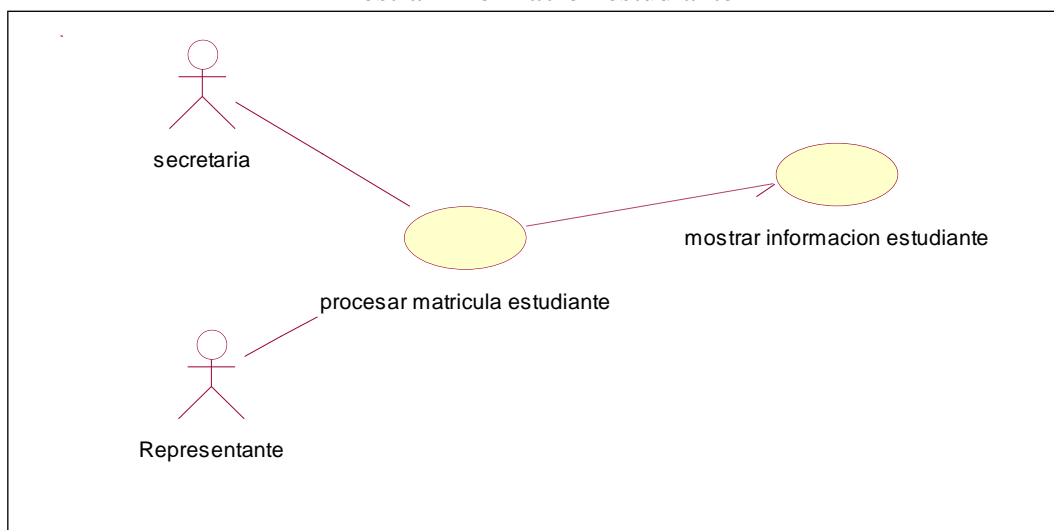 secretaria
mostrar informacion estudiante
procesar matricula estudiante
Representante